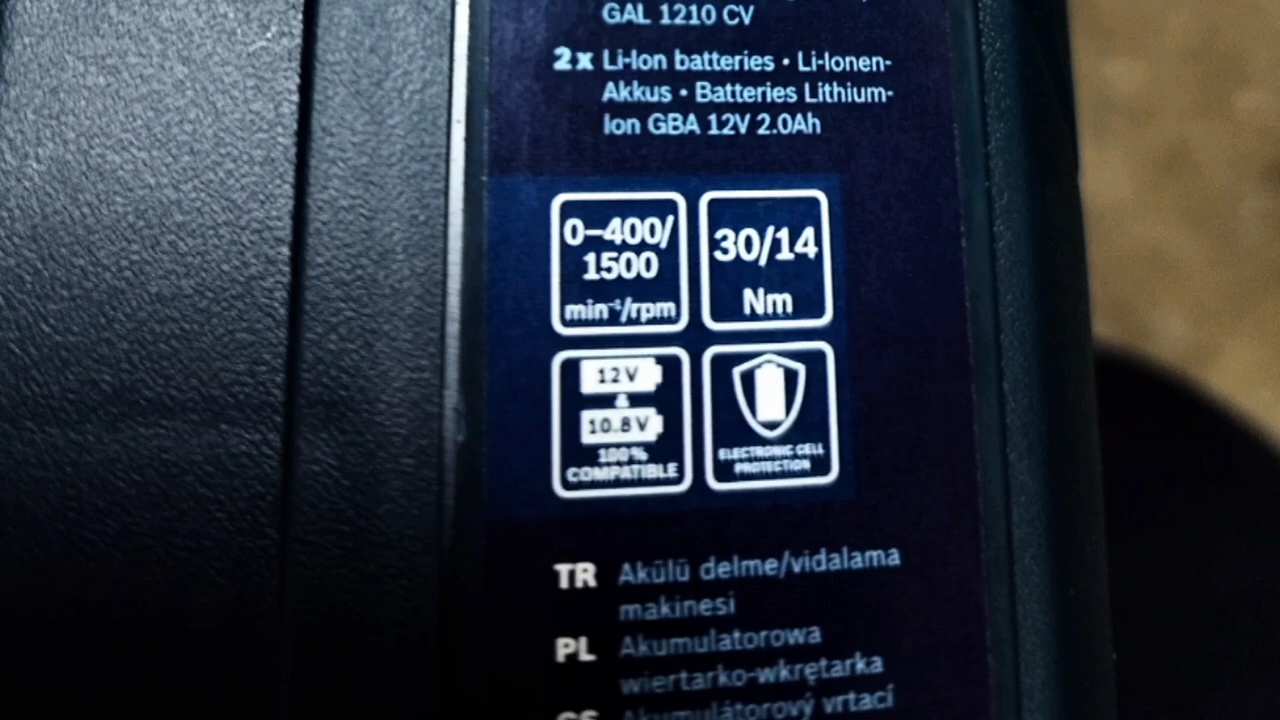 GAL 1210 CV
2x Li-Ion batteries • Li-Ionen-
Akkus • Batteries Lithium-
Ion GBA 12V 2.0Ah
0–400/
1500
min⁻¹/rpm
30/14
Nm
12V
&
10.8V
100%
COMPATIBLE
ELECTRONIC CELL
PROTECTION
TR Akülü delme/vidalama
makinesi
PL Akumulatorowa
wiertarko-wkrętarka
CS Akumulátorový vrtací